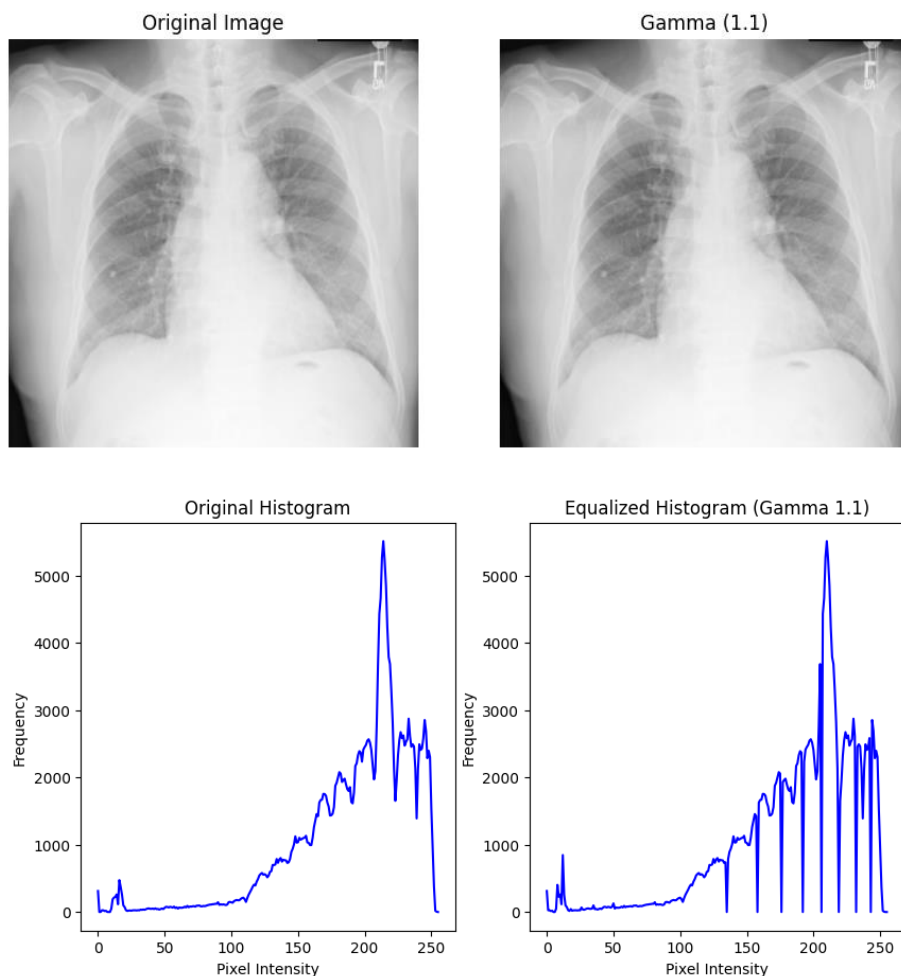 Original Image
Gamma (1.1)
Original Histogram
Equalized Histogram (Gamma 1.1)
Frequency
5000
4000
3000
2000
1000
0
0 50 100 150 200 250
Pixel Intensity
Frequency
5000
4000
3000
2000
1000
0
0 50 100 150 200 250
Pixel Intensity